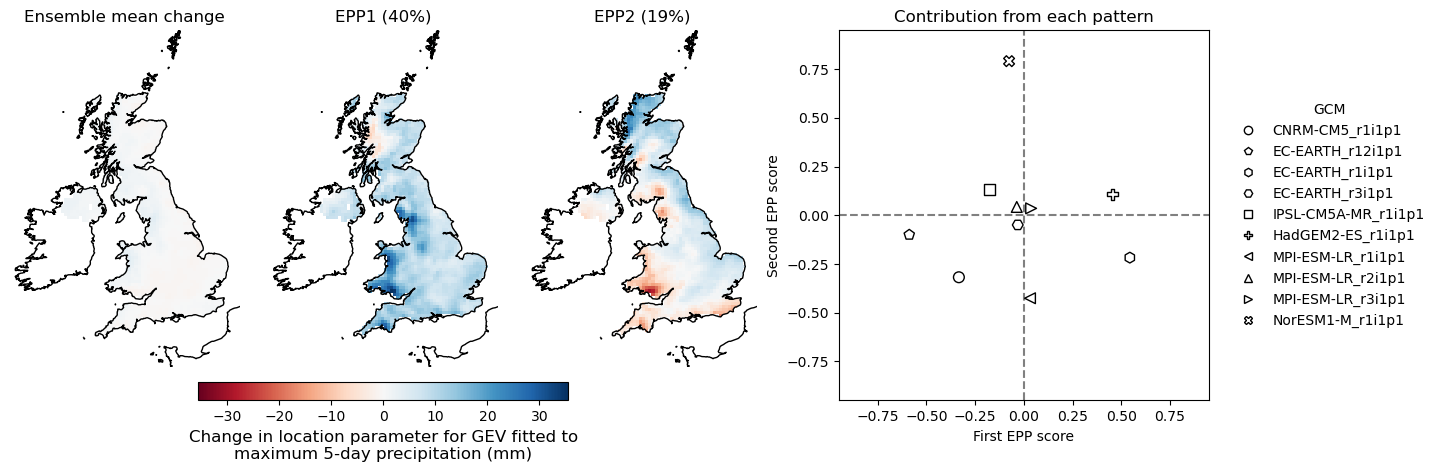 Ensemble mean change
EPP1 (40%)
EPP2 (19%)
−30 −20 −10 0 10 20 30
Change in location parameter for GEV fitted to
maximum 5-day precipitation (mm)
Contribution from each pattern
Second EPP score
0.75
0.50
0.25
0.00
−0.25
−0.50
−0.75
−0.75 −0.50 −0.25 0.00 0.25 0.50 0.75
First EPP score
GCM
CNRM-CM5_r1i1p1
EC-EARTH_r12i1p1
EC-EARTH_r1i1p1
EC-EARTH_r3i1p1
IPSL-CM5A-MR_r1i1p1
HadGEM2-ES_r1i1p1
MPI-ESM-LR_r1i1p1
MPI-ESM-LR_r2i1p1
MPI-ESM-LR_r3i1p1
NorESM1-M_r1i1p1